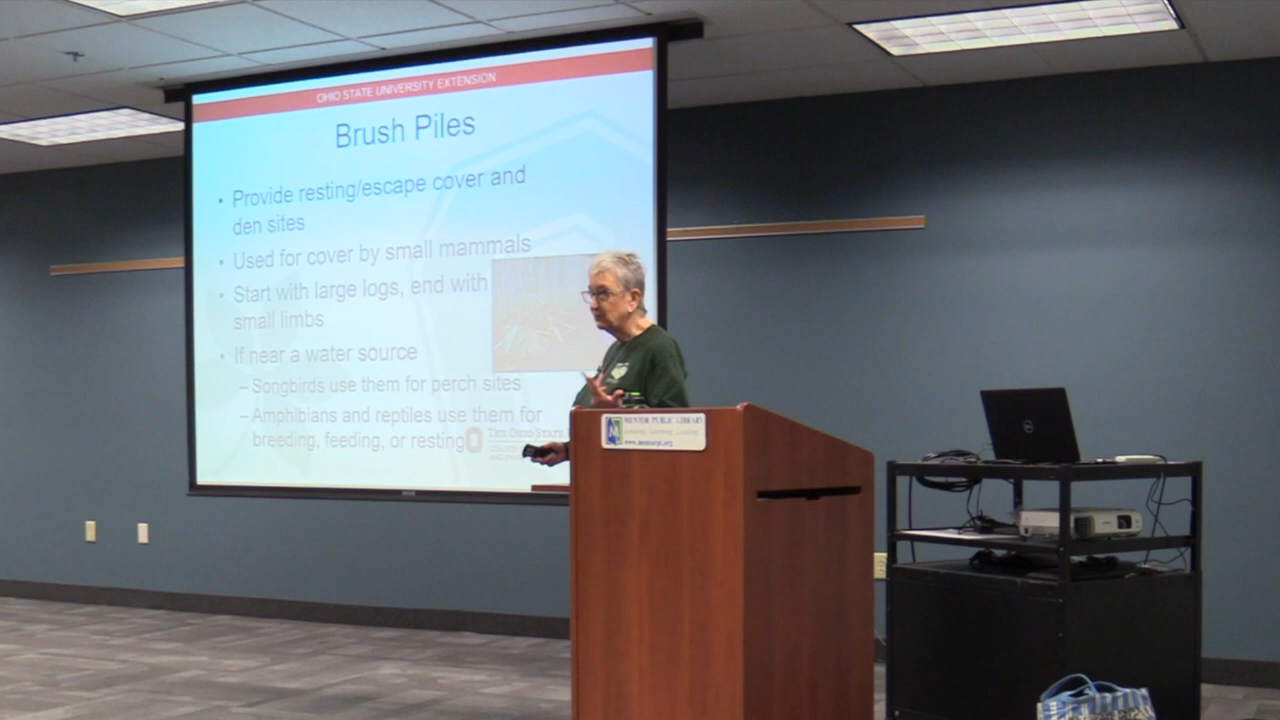 OHIO STATE UNIVERSITY EXTENSION
Brush Piles
• Provide resting/escape cover and
den sites
• Used for cover by small mammals
• Start with large logs, end with
small limbs
• If near a water source
– Songbirds use them for perch sites
– Amphibians and reptiles use them for
breeding, feeding, or resting
THE OHIO STATE
MENTOR PUBLIC LIBRARY
www.mentorpl.org
DELL